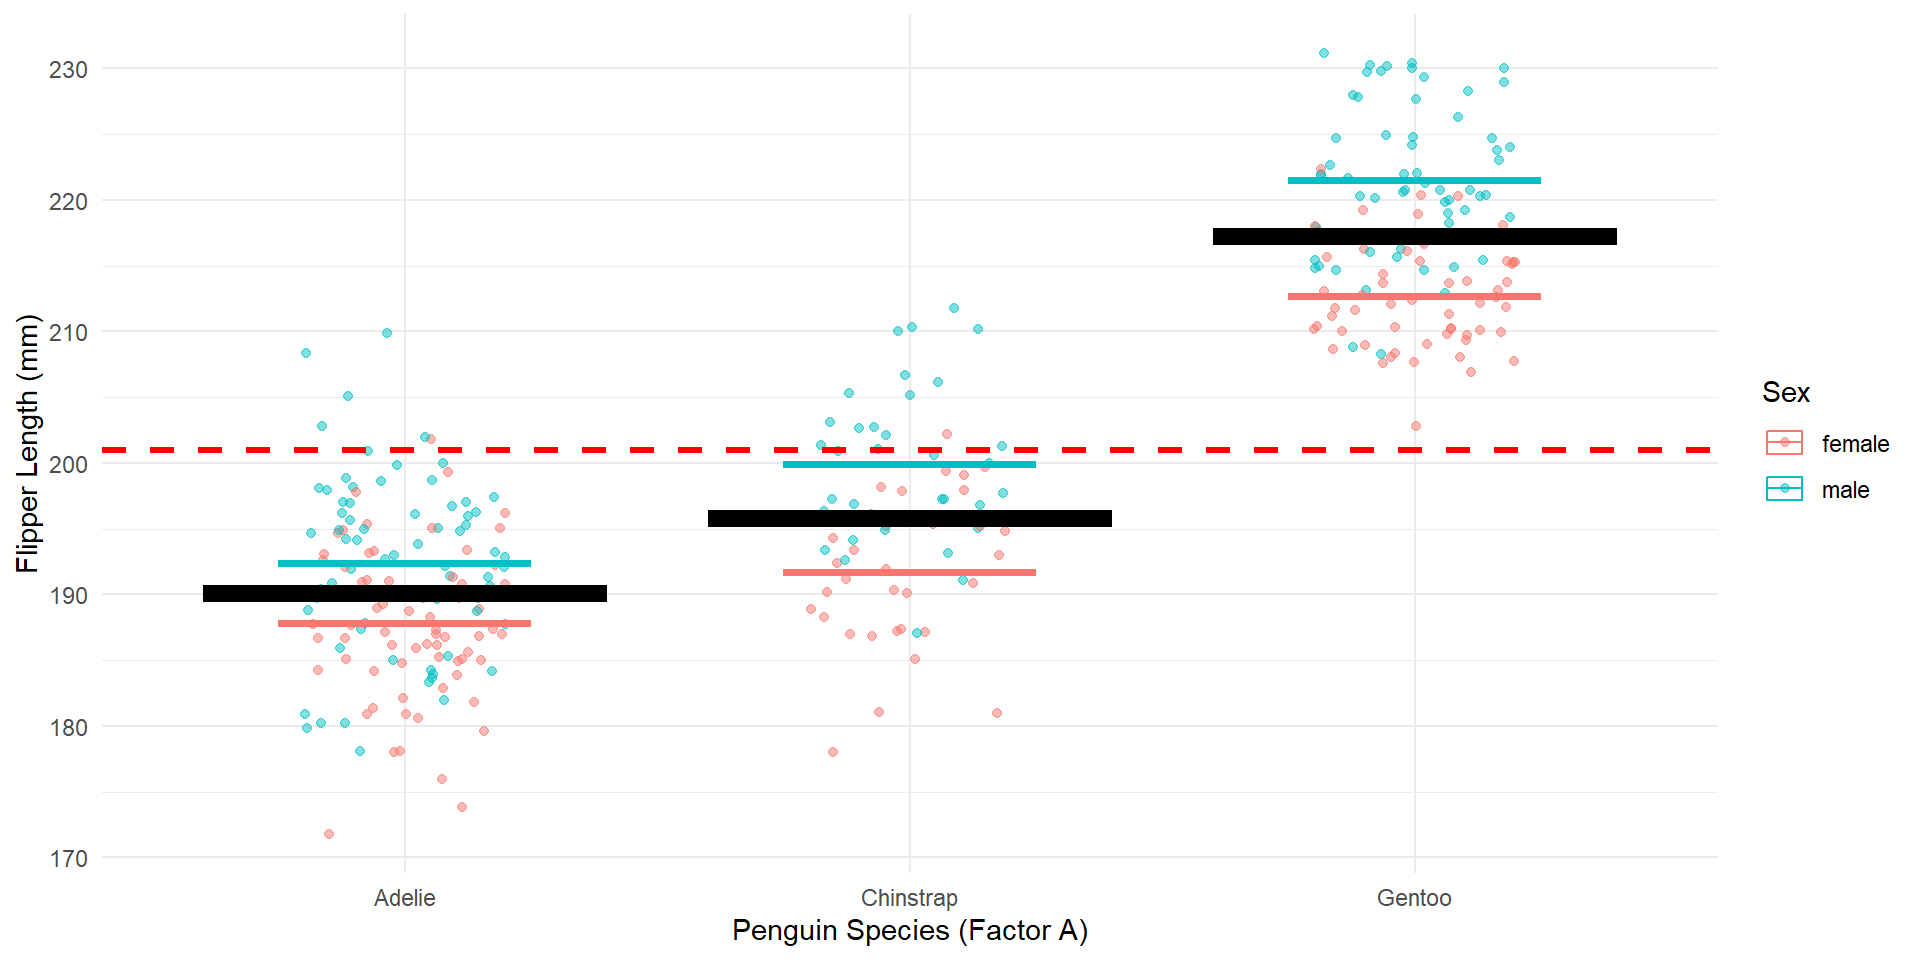 230
220
210
200
190
180
170
Flipper Length (mm)
Adelie
Chinstrap
Gentoo
Penguin Species (Factor A)
Sex
female
male